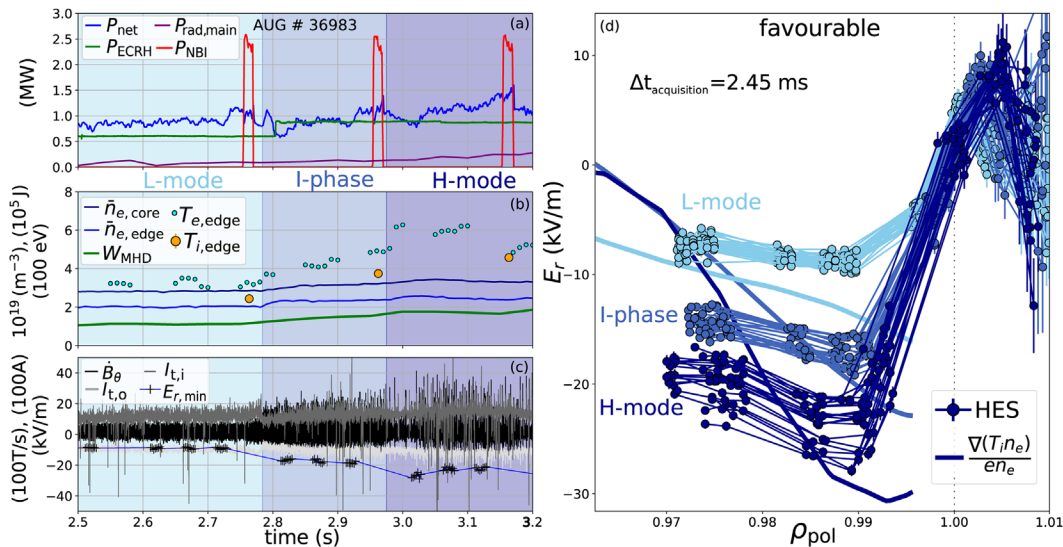 (a)
AUG # 36983
P_net
P_rad,main
P_ECRH
P_NBI
(MW)
3.0
2.5
2.0
1.5
1.0
0.5
0.0
L-mode
I-phase
H-mode
(b)
n̄_e,core
n̄_e,edge
W_MHD
T_e,edge
T_i,edge
10^19 (m^−3), (10^5 J)
(100 eV)
8
6
4
2
0
(c)
Ḃ_θ
I_t,i
I_t,o
E_r,min
(100T/s), (100A)
(kV/m)
40
20
0
−20
−40
2.5
2.6
2.7
2.8
2.9
3.0
3.1
3.2
time (s)
(d)
favourable
Δt_acquisition=2.45 ms
L-mode
I-phase
H-mode
HES
∇(T_i n_e)
e n_e
E_r (kV/m)
10
5
0
−10
−20
−30
0.97
0.98
0.99
1.00
1.01
ρ_pol